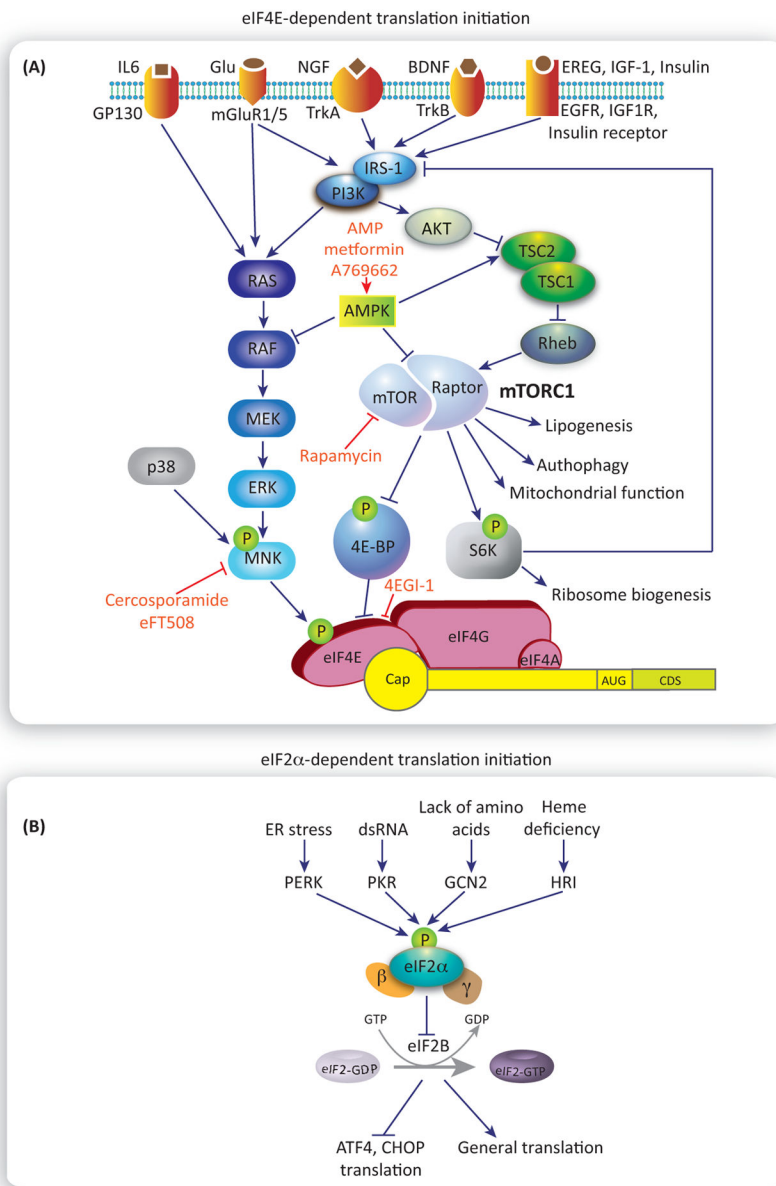 eIF4E-dependent translation initiation
(A)
IL6
Glu
NGF
BDNF
EREG, IGF-1, Insulin
GP130
mGluR1/5
TrkA
TrkB
EGFR, IGF1R,
Insulin receptor
IRS-1
PI3K
AKT
AMP
metformin
A769662
TSC2
TSC1
RAS
AMPK
RAF
Rheb
mTOR
Raptor
mTORC1
MEK
Lipogenesis
Rapamycin
p38
Authophagy
ERK
Mitochondrial function
P
P
P
4E-BP
S6K
MNK
4EGI-1
Cercosporamide
eFT508
Ribosome biogenesis
P
eIF4G
eIF4E
eIF4A
Cap
AUG
CDS
eIF2α-dependent translation initiation
(B)
ER stress
dsRNA
Lack of amino
acids
Heme
deficiency
PERK
PKR
GCN2
HRI
P
eIF2α
β
γ
GTP
GDP
eIF2B
eIF2-GDP
eIF2-GTP
ATF4, CHOP
translation
General translation